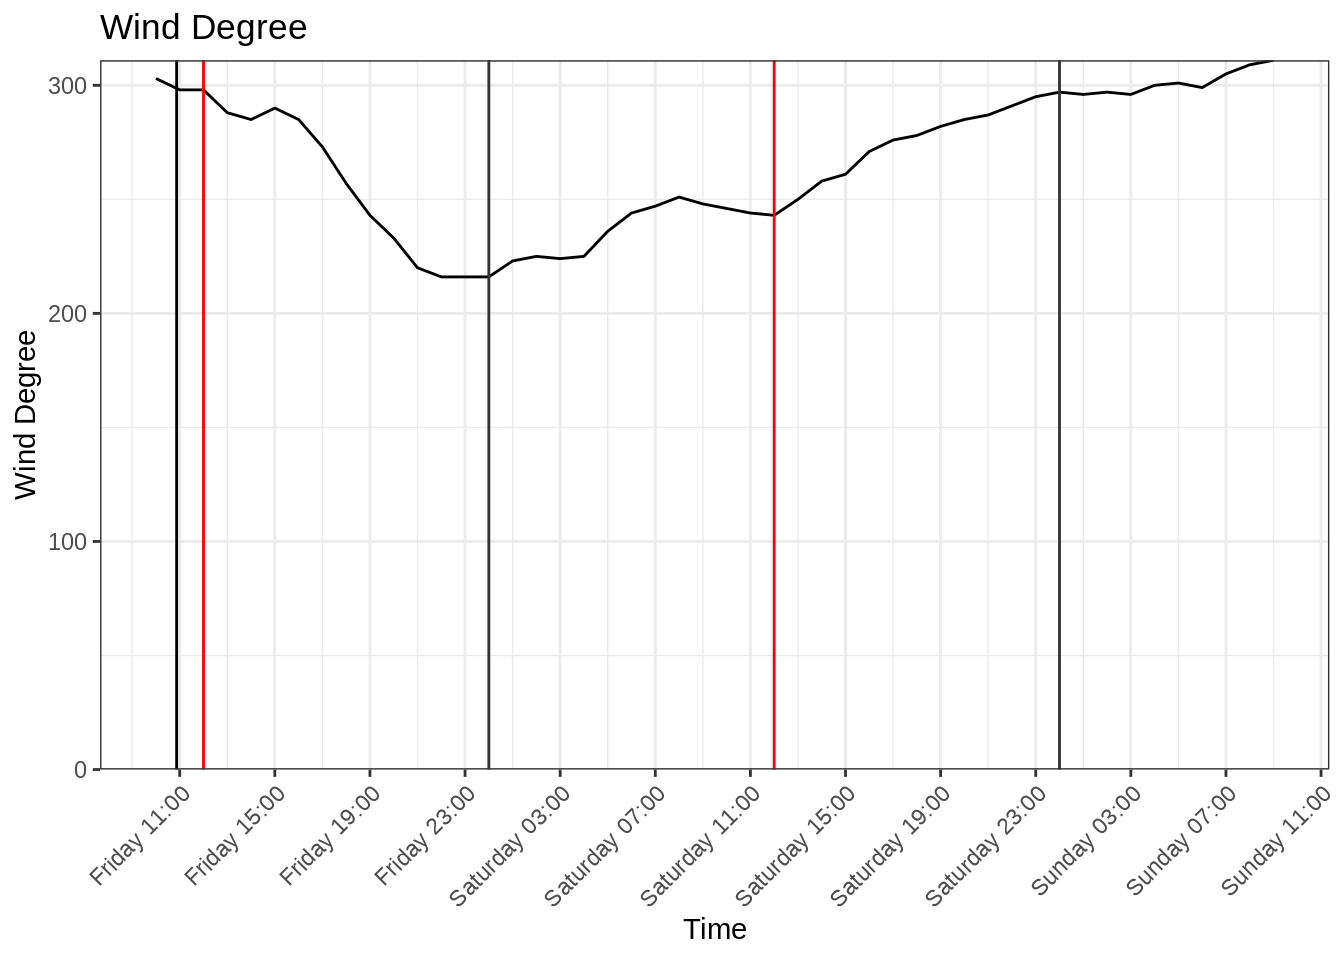 Wind Degree
Wind Degree
300
200
100
0
Friday 11:00
Friday 15:00
Friday 19:00
Friday 23:00
Saturday 03:00
Saturday 07:00
Saturday 11:00
Saturday 15:00
Saturday 19:00
Saturday 23:00
Sunday 03:00
Sunday 07:00
Sunday 11:00
Time